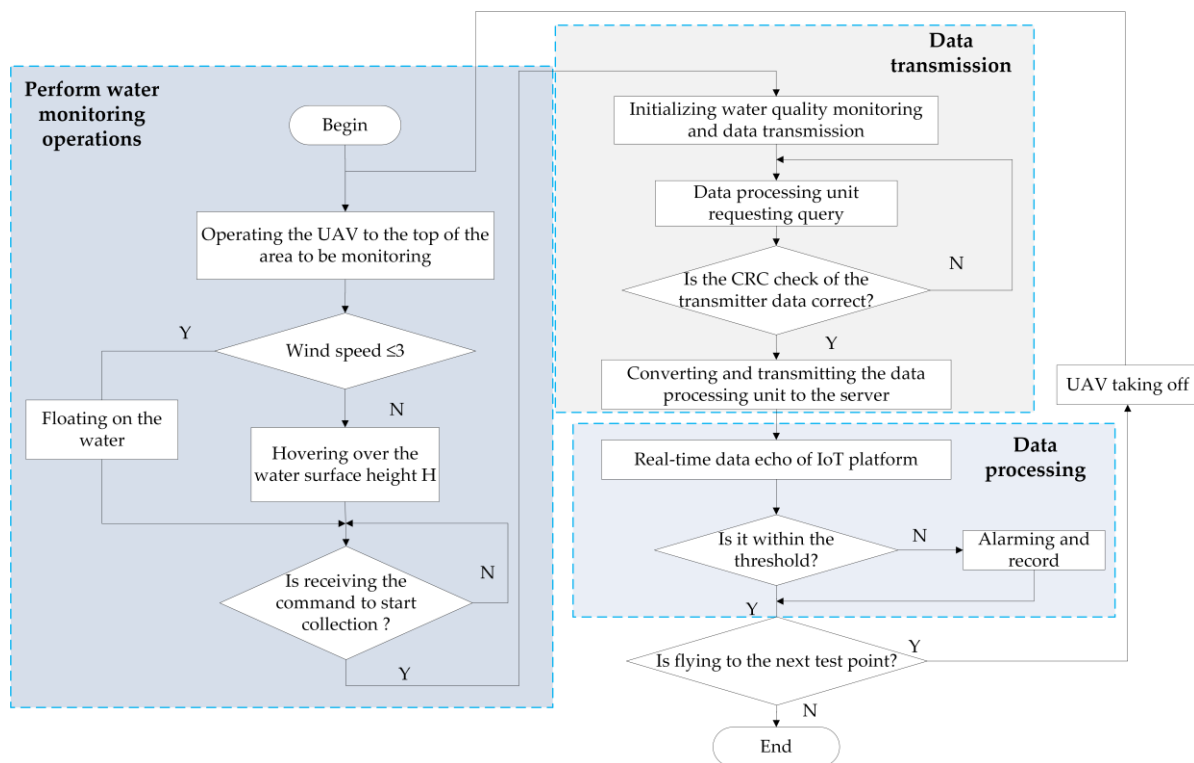 Perform water
monitoring
operations
Begin
Operating the UAV to the top of the
area to be monitoring
Wind speed ≤3
Y
N
Floating on the
water
Hovering over the
water surface height H
Is receiving the
command to start
collection ?
N
Y
Data
transmission
Initializing water quality monitoring
and data transmission
Data processing unit
requesting query
Is the CRC check of the
transmitter data correct?
N
Y
Converting and transmitting the data
processing unit to the server
Data
processing
Real-time data echo of IoT platform
Is it within the
threshold?
N
Alarming and
record
Y
Is flying to the next test point?
Y
UAV taking off
N
End